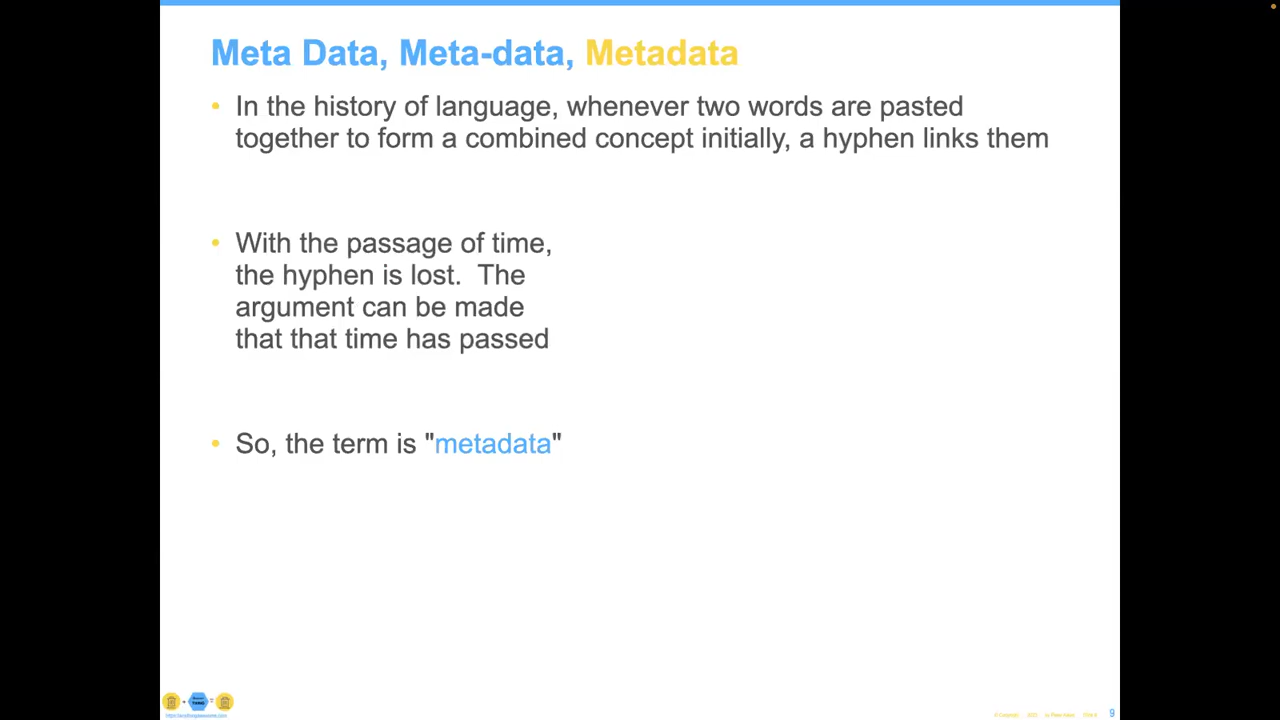 Meta Data, Meta-data, Metadata
• In the history of language, whenever two words are pasted
together to form a combined concept initially, a hyphen links them
• With the passage of time,
the hyphen is lost.  The
argument can be made
that that time has passed
• So, the term is "metadata"
9